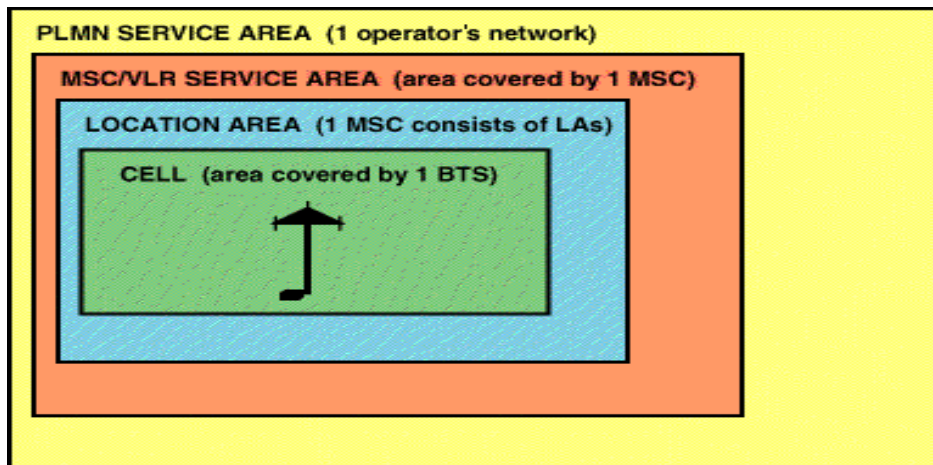 PLMN SERVICE AREA (1 operator's network)
MSC/VLR SERVICE AREA (area covered by 1 MSC)
LOCATION AREA (1 MSC consists of LAs)
CELL (area covered by 1 BTS)